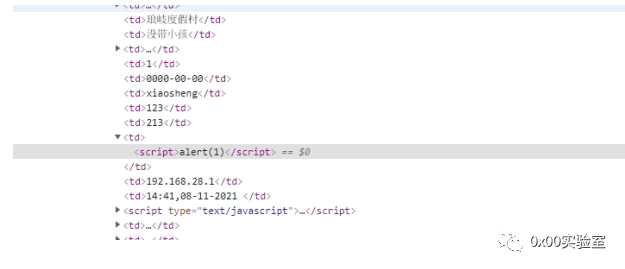 <td>…</td>
<td>琅岐度假村</td>
<td>没带小孩</td>
<td>…</td>
<td>1</td>
<td>0000-00-00</td>
<td>xiaosheng</td>
<td>123</td>
<td>213</td>
<td>
<script>alert(1)</script> == $0
</td>
<td>192.168.28.1</td>
<td>14:41,08-11-2021 </td>
<script type="text/javascript">…</script>
<td>…</td>
<td>…</td>
0x00实验室